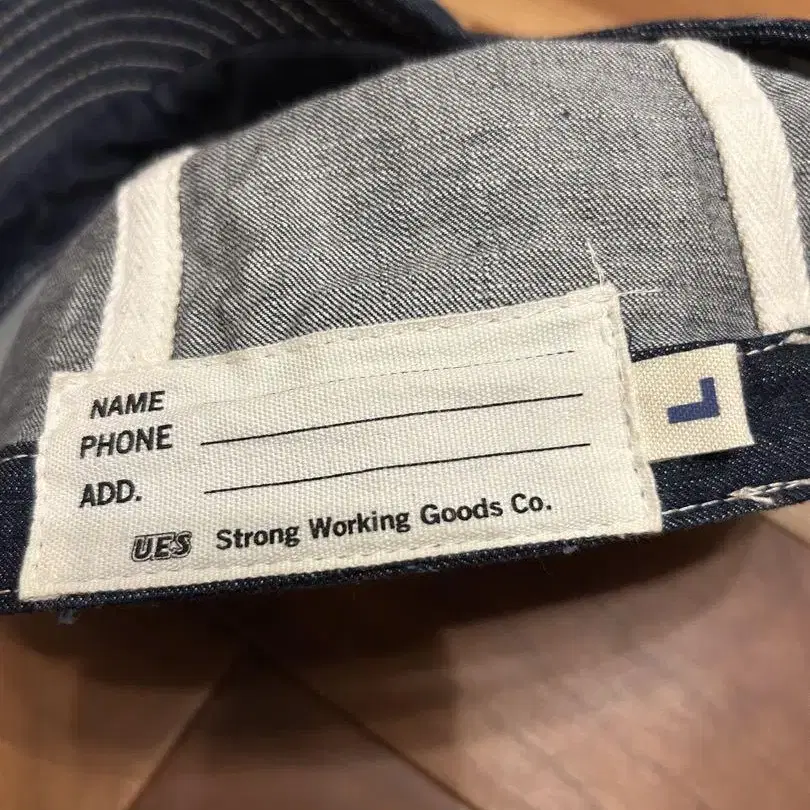 NAME
PHONE
ADD.
UES Strong Working Goods Co.
L